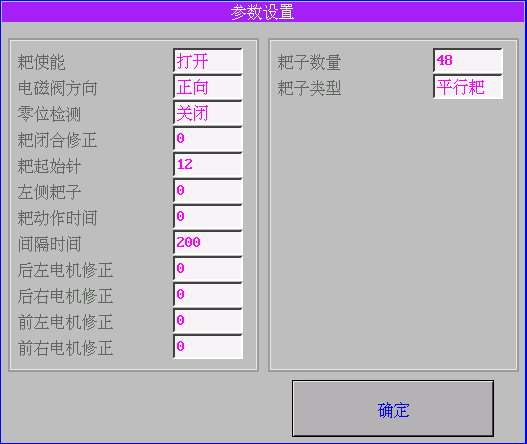 参数设置
耙使能 打开
电磁阀方向 正向
零位检测 关闭
耙闭合修正 0
耙起始针 12
左侧耙子 0
耙动作时间 0
间隔时间 200
后左电机修正 0
后右电机修正 0
前左电机修正 0
前右电机修正 0
耙子数量 48
耙子类型 平行耙
确定